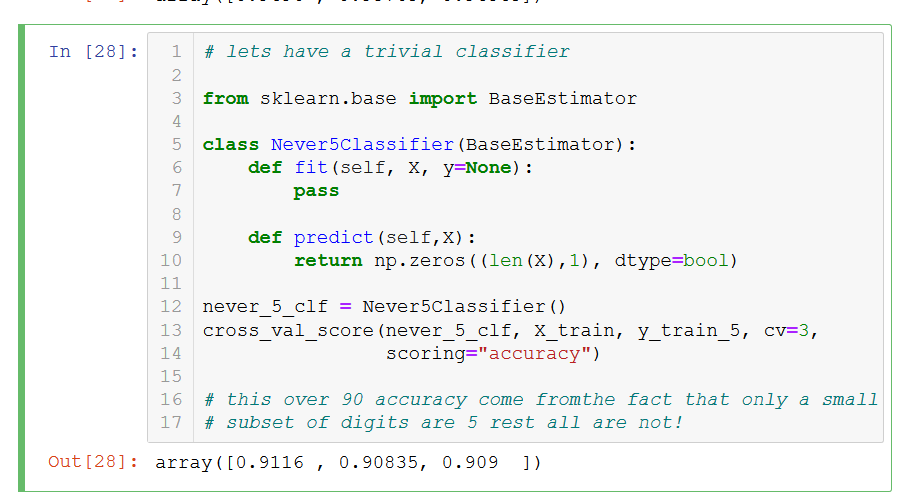 In [28]:
1 # lets have a trivial classifier
2
3 from sklearn.base import BaseEstimator
4
5 class Never5Classifier(BaseEstimator):
6     def fit(self, X, y=None):
7         pass
8
9     def predict(self,X):
10         return np.zeros((len(X),1), dtype=bool)
11
12 never_5_clf = Never5Classifier()
13 cross_val_score(never_5_clf, X_train, y_train_5, cv=3,
14                 scoring="accuracy")
15
16 # this over 90 accuracy come fromthe fact that only a small
17 # subset of digits are 5 rest all are not!
Out[28]: array([0.9116 , 0.90835, 0.909  ])